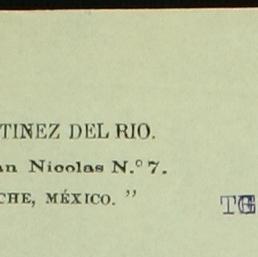 TINEZ DEL RIO.
an Nicolas N.º 7.
CHE, MÉXICO. ”
TG